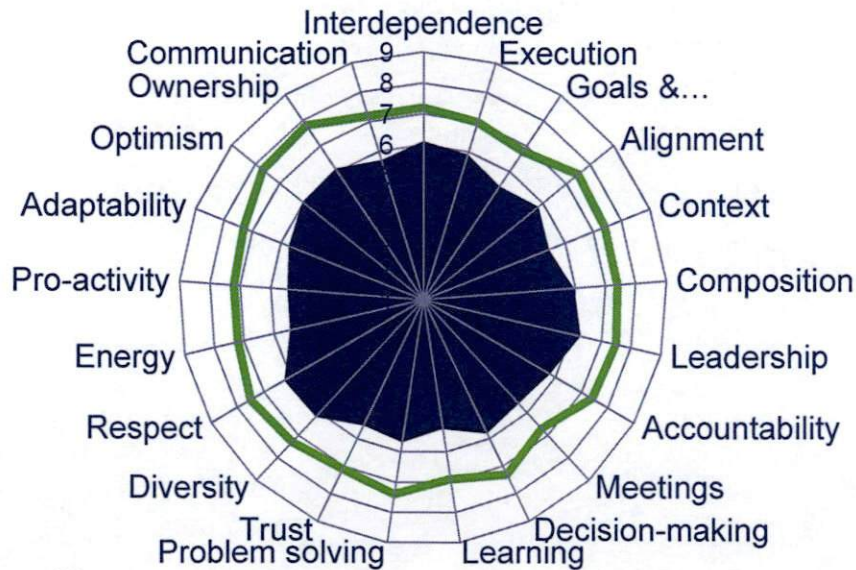 Interdependence
Execution
Goals &...
Alignment
Context
Composition
Leadership
Accountability
Meetings
Decision-making
Learning
Problem solving
Trust
Diversity
Respect
Energy
Pro-activity
Adaptability
Optimism
Ownership
Communication
9
8
7
6